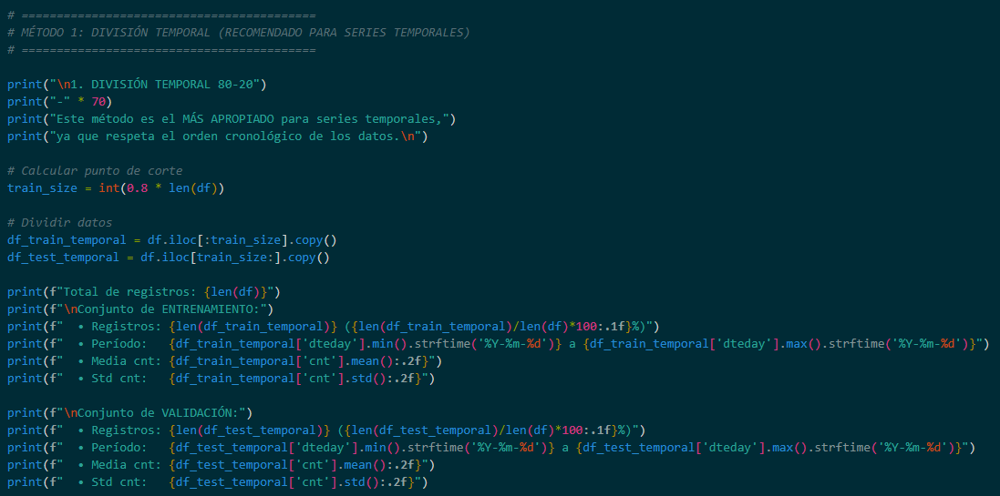 # ==========================================
# MÉTODO 1: DIVISIÓN TEMPORAL (RECOMENDADO PARA SERIES TEMPORALES)
# ==========================================

print("\n1. DIVISIÓN TEMPORAL 80-20")
print("-" * 70)
print("Este método es el MÁS APROPIADO para series temporales,")
print("ya que respeta el orden cronológico de los datos.\n")

# Calcular punto de corte
train_size = int(0.8 * len(df))

# Dividir datos
df_train_temporal = df.iloc[:train_size].copy()
df_test_temporal = df.iloc[train_size:].copy()

print(f"Total de registros: {len(df)}")
print(f"\nConjunto de ENTRENAMIENTO:")
print(f"  • Registros: {len(df_train_temporal)} ({len(df_train_temporal)/len(df)*100:.1f}%)")
print(f"  • Período:   {df_train_temporal['dteday'].min().strftime('%Y-%m-%d')} a {df_train_temporal['dteday'].max().strftime('%Y-%m-%d')}")
print(f"  • Media cnt: {df_train_temporal['cnt'].mean():.2f}")
print(f"  • Std cnt:   {df_train_temporal['cnt'].std():.2f}")

print(f"\nConjunto de VALIDACIÓN:")
print(f"  • Registros: {len(df_test_temporal)} ({len(df_test_temporal)/len(df)*100:.1f}%)")
print(f"  • Período:   {df_test_temporal['dteday'].min().strftime('%Y-%m-%d')} a {df_test_temporal['dteday'].max().strftime('%Y-%m-%d')}")
print(f"  • Media cnt: {df_test_temporal['cnt'].mean():.2f}")
print(f"  • Std cnt:   {df_test_temporal['cnt'].std():.2f}")